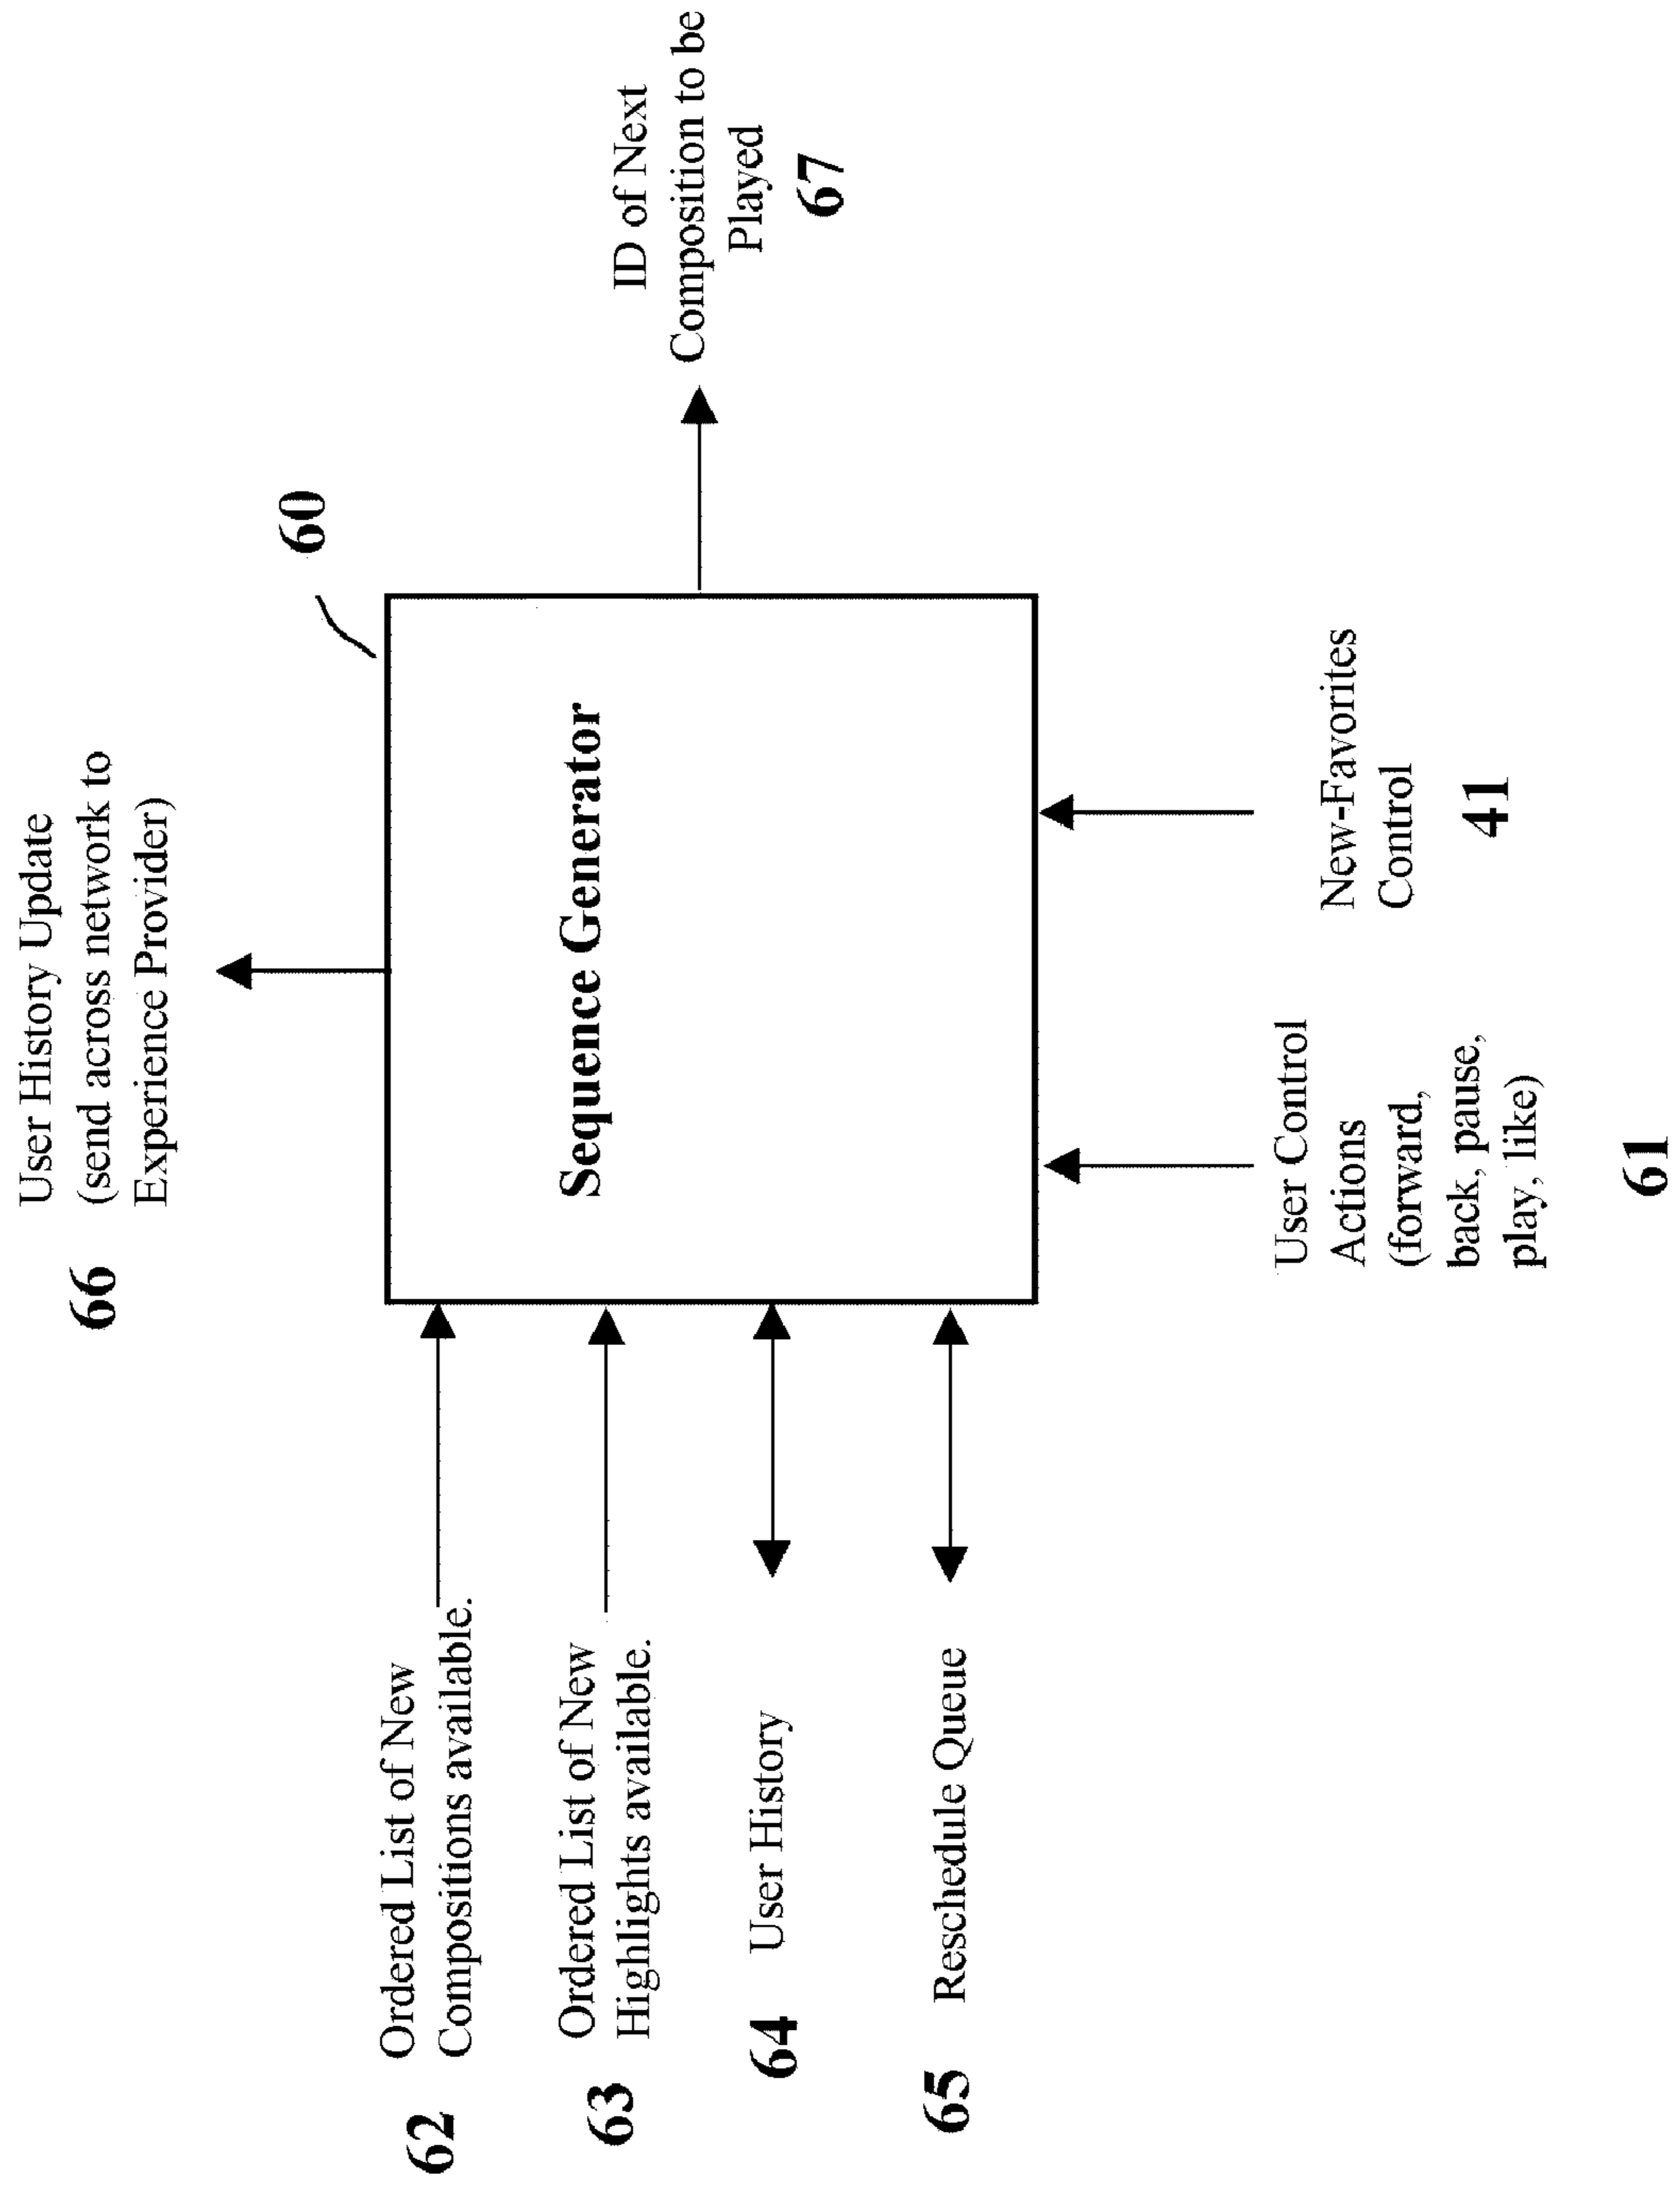 User History Update
66 (send across network to
Experience Provider)
60
62 Ordered List of New
Compositions available.
63 Ordered List of New
Highlights available.
64 User History
65 Reschedule Queue
Sequence Generator
ID of Next
Composition to be
Played
67
User Control
Actions
(forward,
back, pause,
play, like)
61
New-Favorites
Control
41